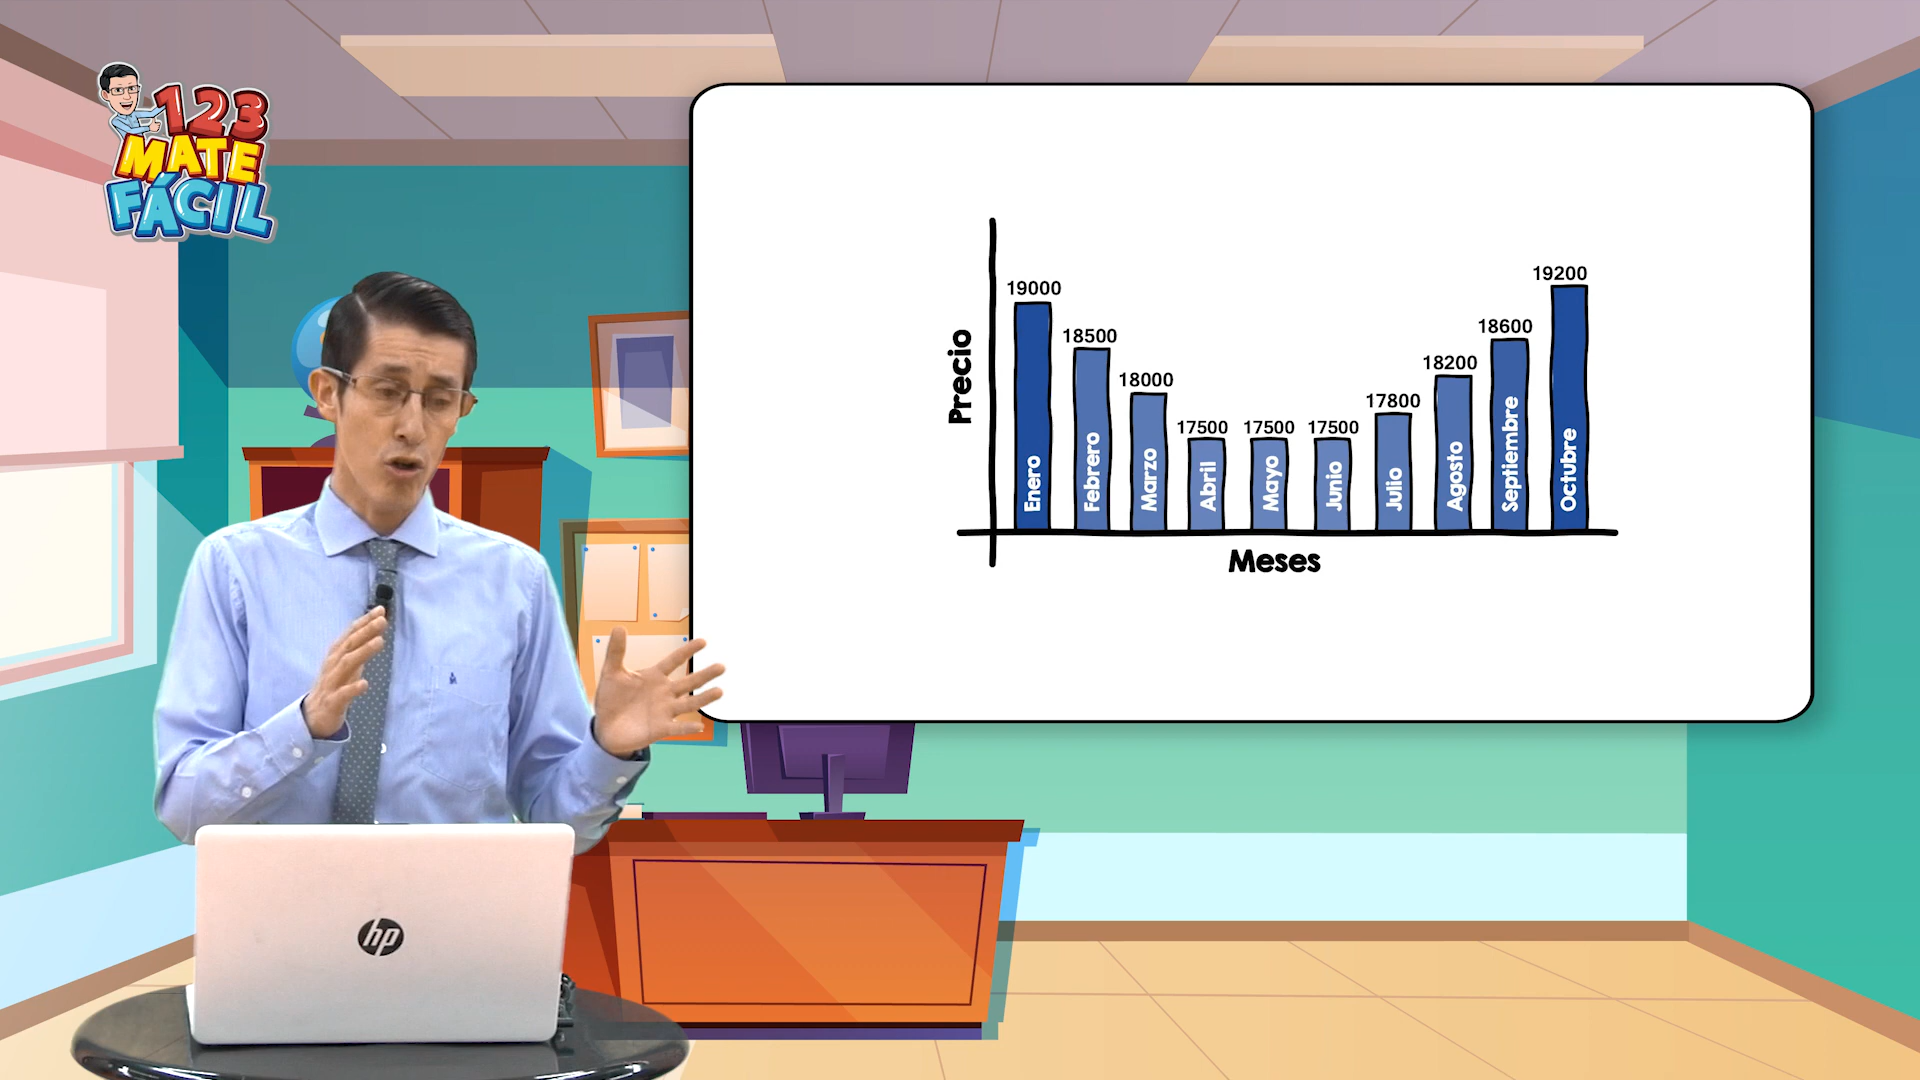 123
MATE
FÁCIL
19200
19000
18600
18500
18200
18000
17800
17500
17500
17500
Precio
Enero
Febrero
Marzo
Abril
Mayo
Junio
Julio
Agosto
Septiembre
Octubre
Meses
hp